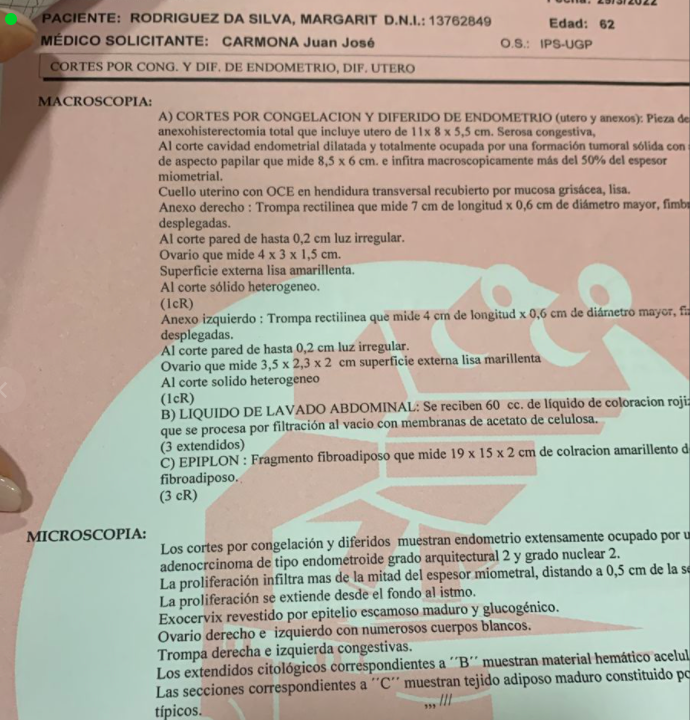 Fecha: 29/3/2022
PACIENTE: RODRIGUEZ DA SILVA, MARGARIT D.N.I.: 13762849 Edad: 62
MÉDICO SOLICITANTE: CARMONA Juan José O.S.: IPS-UGP
CORTES POR CONG. Y DIF. DE ENDOMETRIO, DIF. UTERO
MACROSCOPIA:
A) CORTES POR CONGELACION Y DIFERIDO DE ENDOMETRIO (utero y anexos): Pieza de
anexohisterectomia total que incluye utero de 11x 8 x 5,5 cm. Serosa congestiva,
Al corte cavidad endometrial dilatada y totalmente ocupada por una formación tumoral sólida con
de aspecto papilar que mide 8,5 x 6 cm. e infitra macroscopicamente más del 50% del espesor
miometrial.
Cuello uterino con OCE en hendidura transversal recubierto por mucosa grisácea, lisa.
Anexo derecho : Trompa rectilinea que mide 7 cm de longitud x 0,6 cm de diámetro mayor, fimb
desplegadas.
Al corte pared de hasta 0,2 cm luz irregular.
Ovario que mide 4 x 3 x 1,5 cm.
Superficie externa lisa amarillenta.
Al corte sólido heterogeneo.
(1cR)
Anexo izquierdo : Trompa rectilinea que mide 4 cm de longitud x 0,6 cm de diámetro mayor, fi
desplegadas.
Al corte pared de hasta 0,2 cm luz irregular.
Ovario que mide 3,5 x 2,3 x 2 cm superficie externa lisa marillenta
Al corte solido heterogeneo
(1cR)
B) LIQUIDO DE LAVADO ABDOMINAL: Se reciben 60 cc. de líquido de coloracion roji
que se procesa por filtración al vacio con membranas de acetato de celulosa.
(3 extendidos)
C) EPIPLON : Fragmento fibroadiposo que mide 19 x 15 x 2 cm de colracion amarillento d
fibroadiposo.
(3 cR)
MICROSCOPIA:
Los cortes por congelación y diferidos muestran endometrio extensamente ocupado por u
adenocrcinoma de tipo endometroide grado arquitectural 2 y grado nuclear 2.
La proliferación infiltra mas de la mitad del espesor miometral, distando a 0,5 cm de la se
La proliferación se extiende desde el fondo al istmo.
Exocervix revestido por epitelio escamoso maduro y glucogénico.
Ovario derecho e izquierdo con numerosos cuerpos blancos.
Trompa derecha e izquierda congestivas.
Los extendidos citológicos correspondientes a ´´B´´ muestran material hemático acelul
Las secciones correspondientes a ´´C´´ muestran tejido adiposo maduro constituido po
típicos.
,,, ///